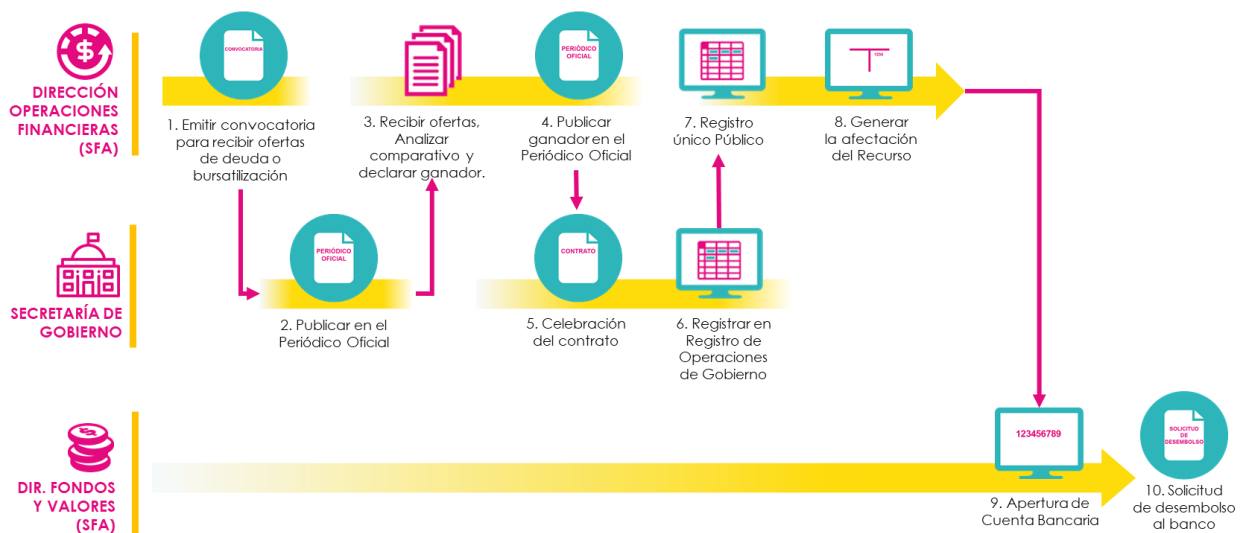 DIRECCIÓN
OPERACIONES
FINANCIERAS
(SFA)
CONVOCATORIA
1. Emitir convocatoria
para recibir ofertas
de deuda o
bursatilización
3. Recibir ofertas,
Analizar
comparativo y
declarar ganador.
PERIÓDICO
OFICIAL
4. Publicar
ganador en el
Periódico Oficial
7. Registro
único Público
1234
8. Generar
la afectación
del Recurso
SECRETARÍA DE
GOBIERNO
PERIÓDICO
OFICIAL
2. Publicar en el
Periódico Oficial
CONTRATO
5. Celebración
del contrato
6. Registrar en
Registro de
Operaciones
de Gobierno
DIR. FONDOS
Y VALORES
(SFA)
123456789
9. Apertura de
Cuenta Bancaria
SOLICITUD
DE
DESEMBOLSO
10. Solicitud
de desembolso
al banco